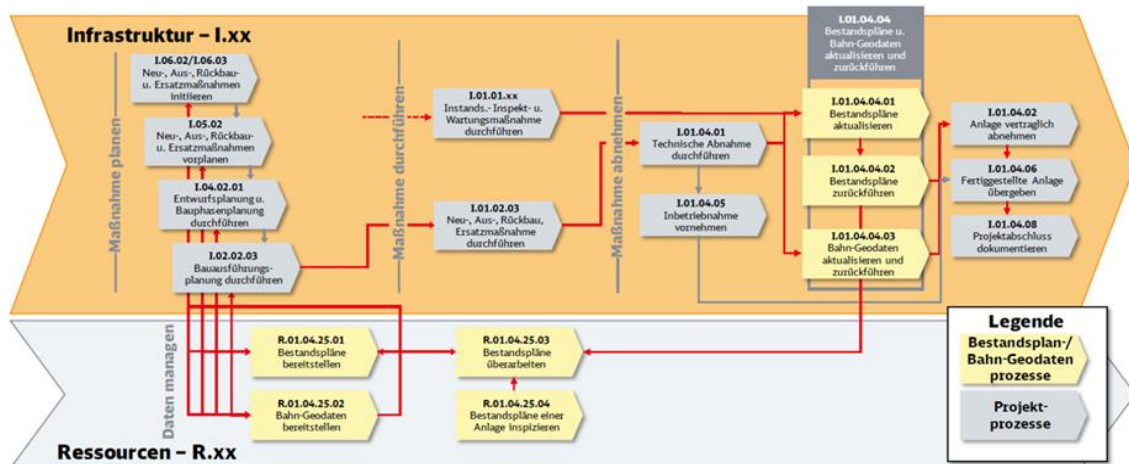 Infrastruktur – I.xx
Maßnahme planen
I.06.02/I.06.03
Neu-, Aus-, Rückbau-
u. Ersatzmaßnahmen
initiieren
I.05.02
Neu-, Aus-, Rückbau-
u. Ersatzmaßnahmen
vorplanen
I.04.02.01
Entwurfsplanung u.
Bauphasenplanung
durchführen
I.02.02.03
Bauausführungs-
planung durchführen
Maßnahme durchführen
I.01.01.xx
Instands.- Inspekt- u.
Wartungsmaßnahme
durchführen
I.01.02.03
Neu-, Aus-, Rückbau,
Ersatzmaßnahme
durchführen
Maßnahme abnehmen
I.01.04.01
Technische Abnahme
durchführen
I.01.04.05
Inbetriebnahme
vornehmen
I.01.04.04
Bestandspläne u.
Bahn-Geodaten
aktualisieren und
zurückführen
I.01.04.04.01
Bestandspläne
aktualisieren
I.01.04.04.02
Bestandspläne
zurückführen
I.01.04.04.03
Bahn-Geodaten
aktualisieren und
zurückführen
I.01.04.02
Anlage vertraglich
abnehmen
I.01.04.06
Fertiggestellte Anlage
übergeben
I.01.04.08
Projektabschluss
dokumentieren
Daten managen
R.01.04.25.01
Bestandspläne
bereitstellen
R.01.04.25.02
Bahn-Geodaten
bereitstellen
R.01.04.25.03
Bestandspläne
überarbeiten
R.01.04.25.04
Bestandspläne einer
Anlage inspizieren
Ressourcen – R.xx
Legende
Bestandsplan-/
Bahn-Geodaten
prozesse
Projekt-
prozesse